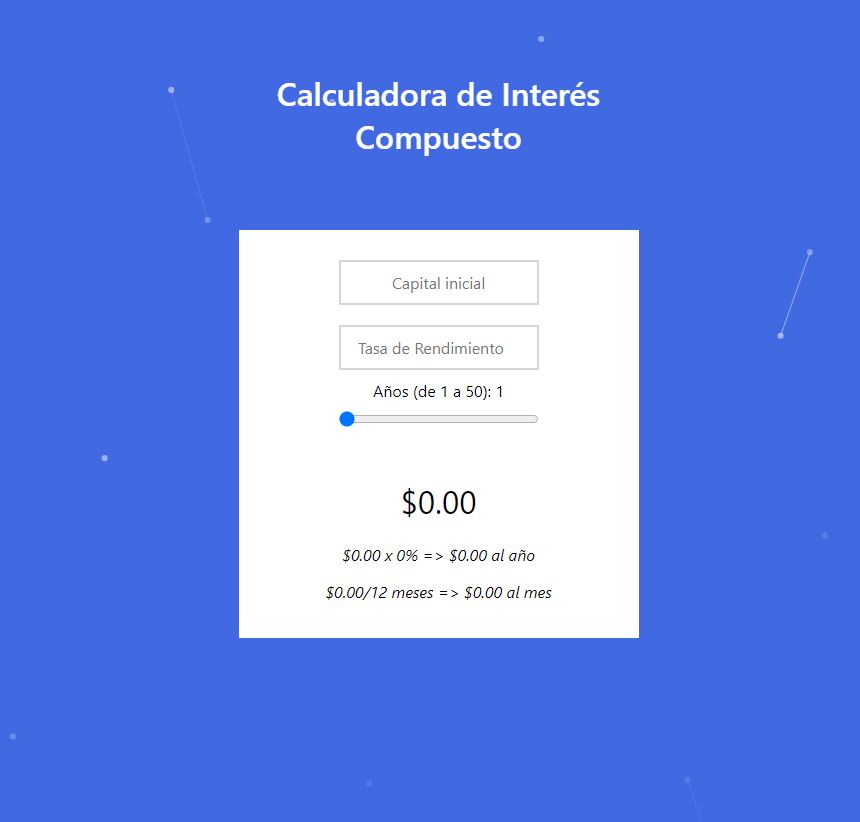 Calculadora de Interés
Compuesto
Capital inicial
Tasa de Rendimiento
Años (de 1 a 50): 1
$0.00
$0.00 x 0% => $0.00 al año
$0.00/12 meses => $0.00 al mes